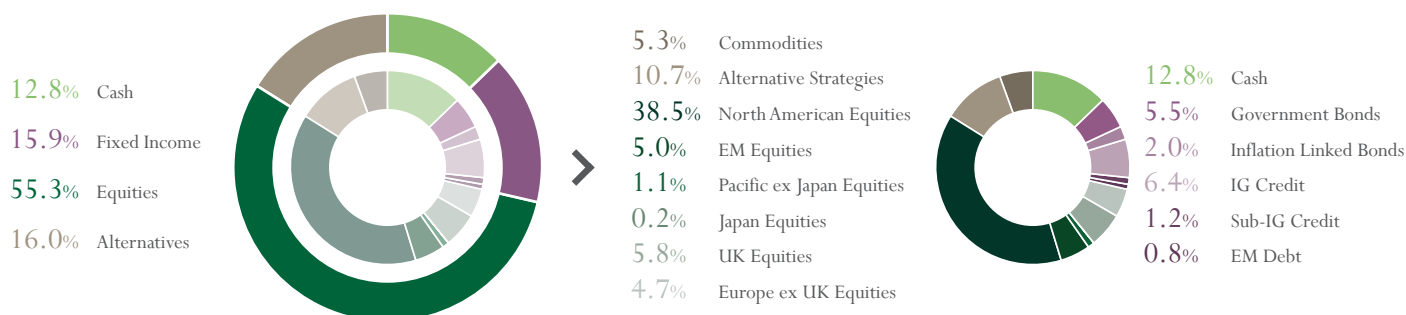 12.8% Cash
15.9% Fixed Income
55.3% Equities
16.0% Alternatives
5.3% Commodities
10.7% Alternative Strategies
38.5% North American Equities
5.0% EM Equities
1.1% Pacific ex Japan Equities
0.2% Japan Equities
5.8% UK Equities
4.7% Europe ex UK Equities
12.8% Cash
5.5% Government Bonds
2.0% Inflation Linked Bonds
6.4% IG Credit
1.2% Sub-IG Credit
0.8% EM Debt